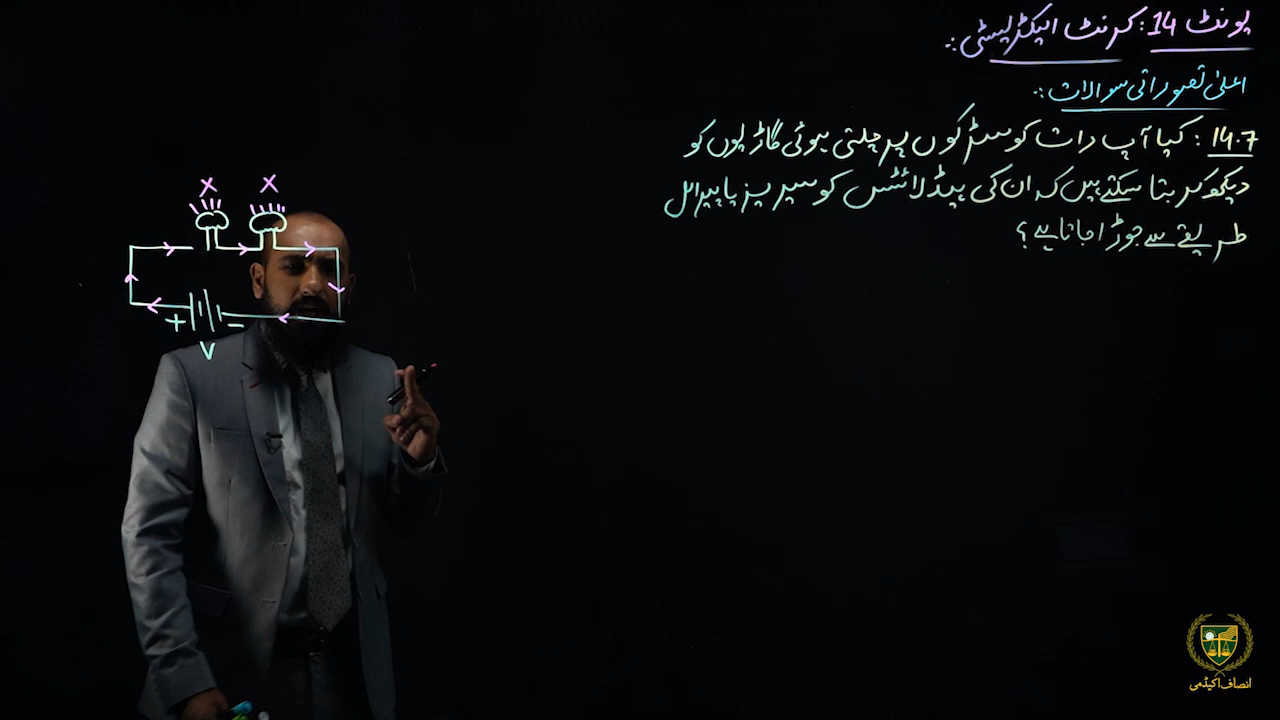 یونٹ 14: کرنٹ الیکٹریسٹی :.
اعلیٰ تصوراتی سوالات :.
14.7: کیا آپ رات کو سڑکوں پر چلتی ہوئی گاڑیوں کو
دیکھ کر بتا سکتے ہیں کہ ان کی ہیڈ لائٹس کو سیریز یا پیرالل
طریقے سے جوڑا جاتا ہے؟
X X
+ −
V
انصاف اکیڈمی